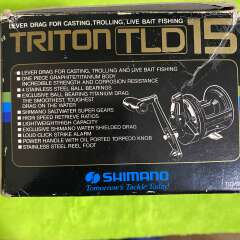 LEVER DRAG FOR CASTING, TROLLING, LIVE BAIT FISHING
TRITON TLD 15
LEVER DRAG FOR CASTING, TROLLING AND LIVE BAIT FISHING
ONE PIECE GRAPHITE/TITANIUM BODY
INCREDIBLE STRENGTH AND CORROSION RESISTANCE
4 STAINLESS STEEL BALL BEARINGS
EXCLUSIVE BALL BEARING TITANIUM DRAG
THE SMOOTHEST, TOUGHEST
DRAG IN THE WORLD
SHIMANO SALTWATER SUPER GEARS
HIGH SPEED RETRIEVE RATIOS
LIGHTWEIGHT/HIGH CAPACITY
EXCLUSIVE SHIMANO WATER SHIELDED DRAG
LOUD CLICK STRIKE ALARM
POWER HANDLE WITH OIL PORTED TORPEDO KNOB
STAINLESS STEEL REEL FOOT
SHIMANO
Tomorrow's Tackle Today.